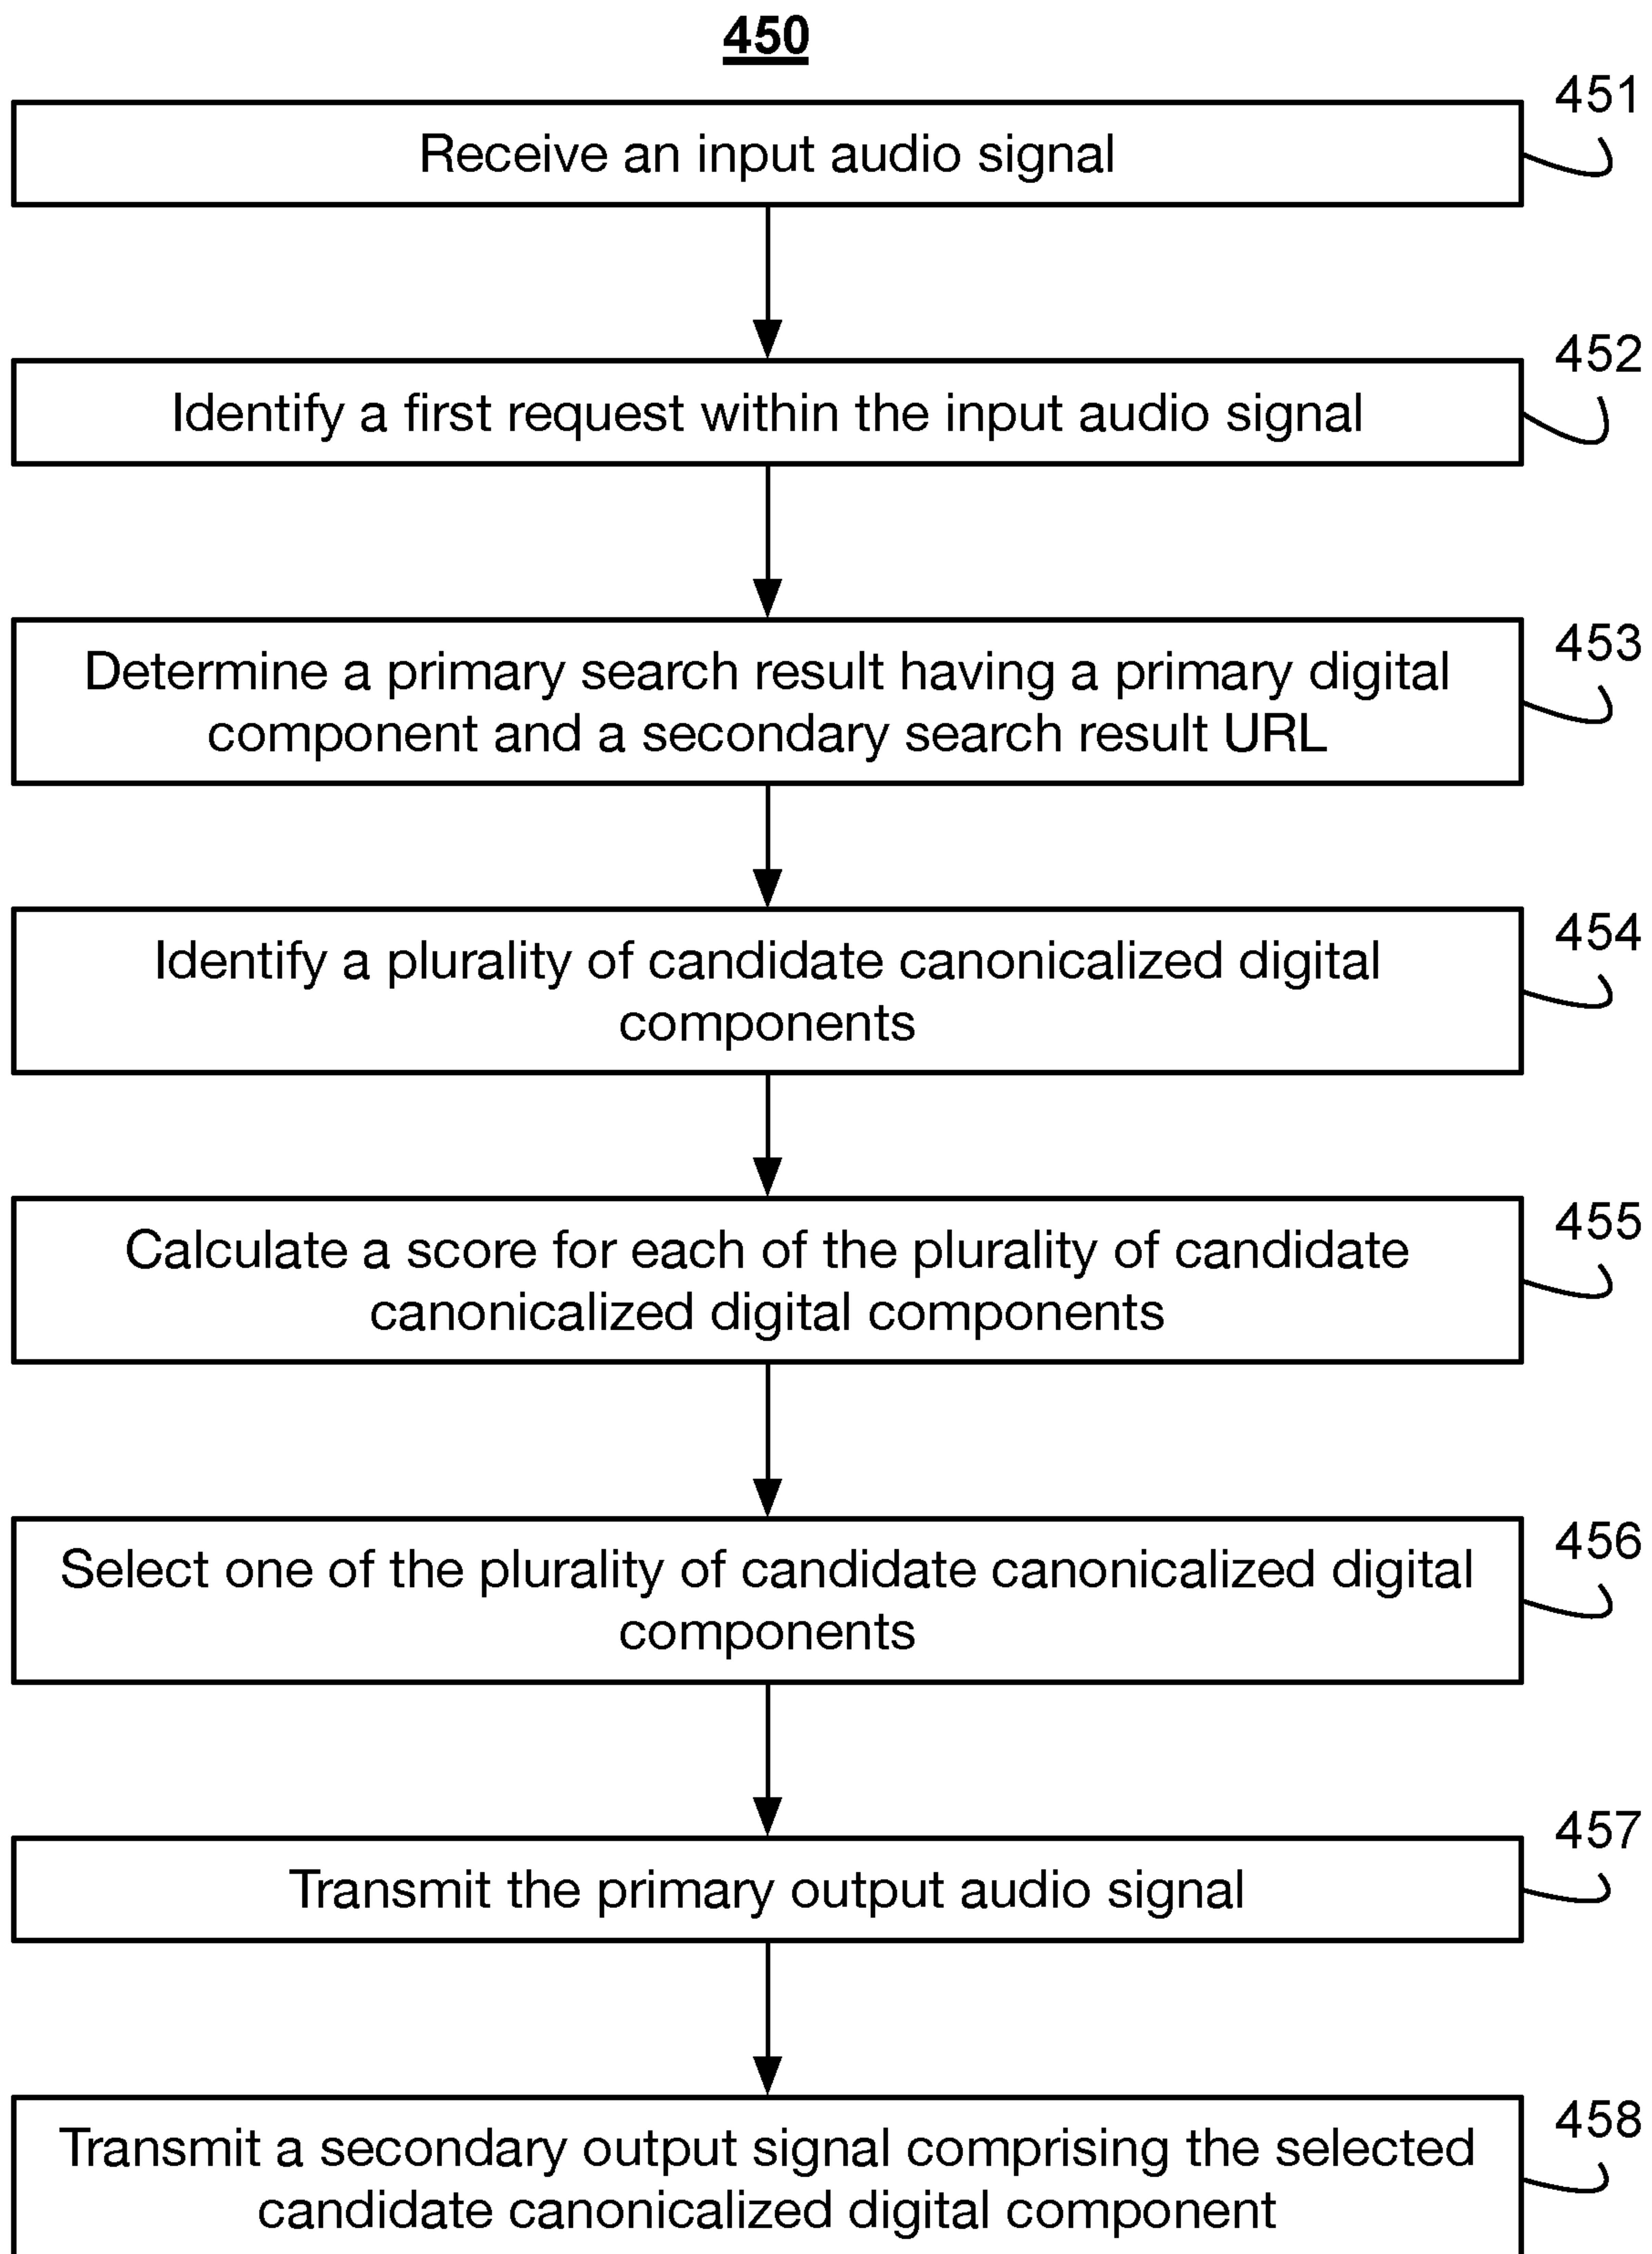 450
451
Receive an input audio signal
452
Identify a first request within the input audio signal
453
Determine a primary search result having a primary digital
component and a secondary search result URL
454
Identify a plurality of candidate canonicalized digital
components
455
Calculate a score for each of the plurality of candidate
canonicalized digital components
456
Select one of the plurality of candidate canonicalized digital
components
457
Transmit the primary output audio signal
458
Transmit a secondary output signal comprising the selected
candidate canonicalized digital component